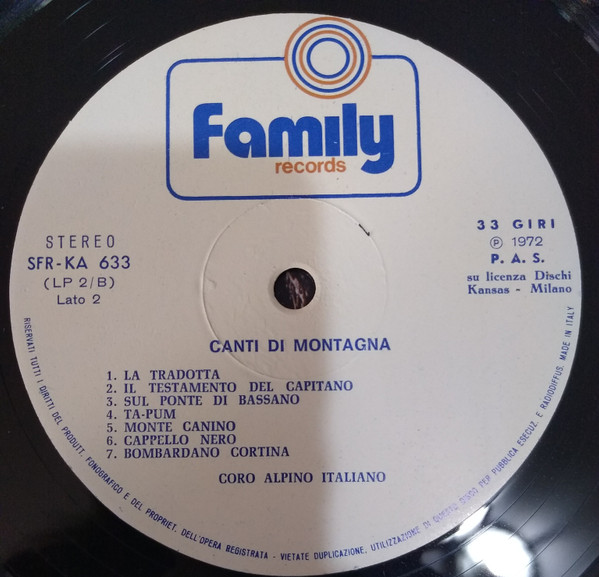 Family
records
STEREO
SFR-KA 633
(LP 2/B)
Lato 2
33 GIRI
Ⓟ 1972
P. A. S.
su licenza Dischi
Kansas - Milano
CANTI DI MONTAGNA
1. LA TRADOTTA
2. IL TESTAMENTO DEL CAPITANO
3. SUL PONTE DI BASSANO
4. TA-PUM
5. MONTE CANINO
6. CAPPELLO NERO
7. BOMBARDANO CORTINA
CORO ALPINO ITALIANO
RISERVATI TUTTI I DIRITTI DEL PRODUTT. FONOGRAFICO E DEL PROPRIET. DELL'OPERA REGISTRATA - VIETATE DUPLICAZIONE, UTILIZZAZIONE DI QUESTO DISCO PER PUBBLICA ESECUZ. E RADIODIFFUS. MADE IN ITALY